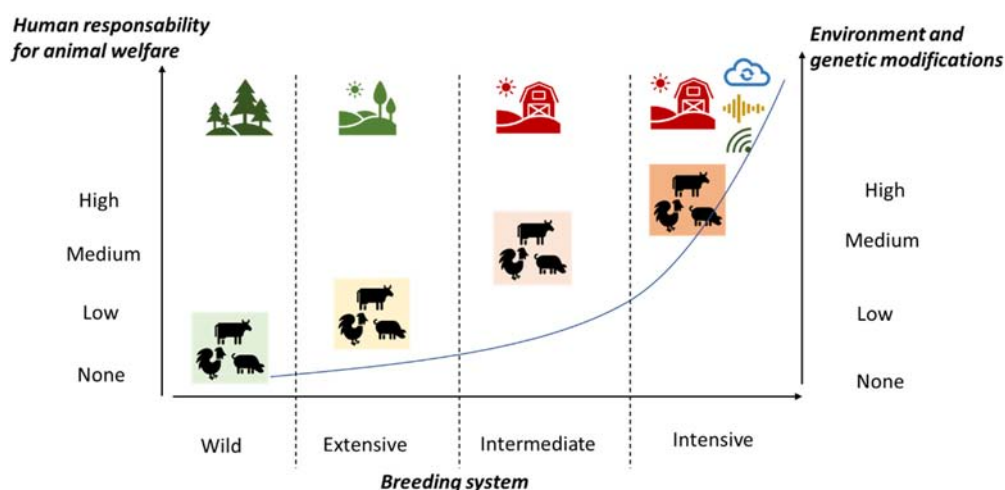 Human responsability
for animal welfare
Environment and
genetic modifications
High
Medium
Low
None
High
Medium
Low
None
Wild
Extensive
Intermediate
Intensive
Breeding system